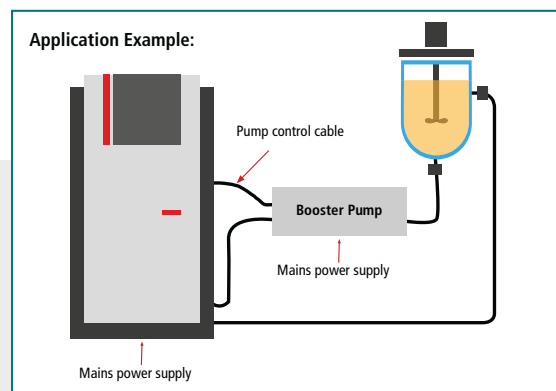 Application Example:
Pump control cable
Booster Pump
Mains power supply
Mains power supply